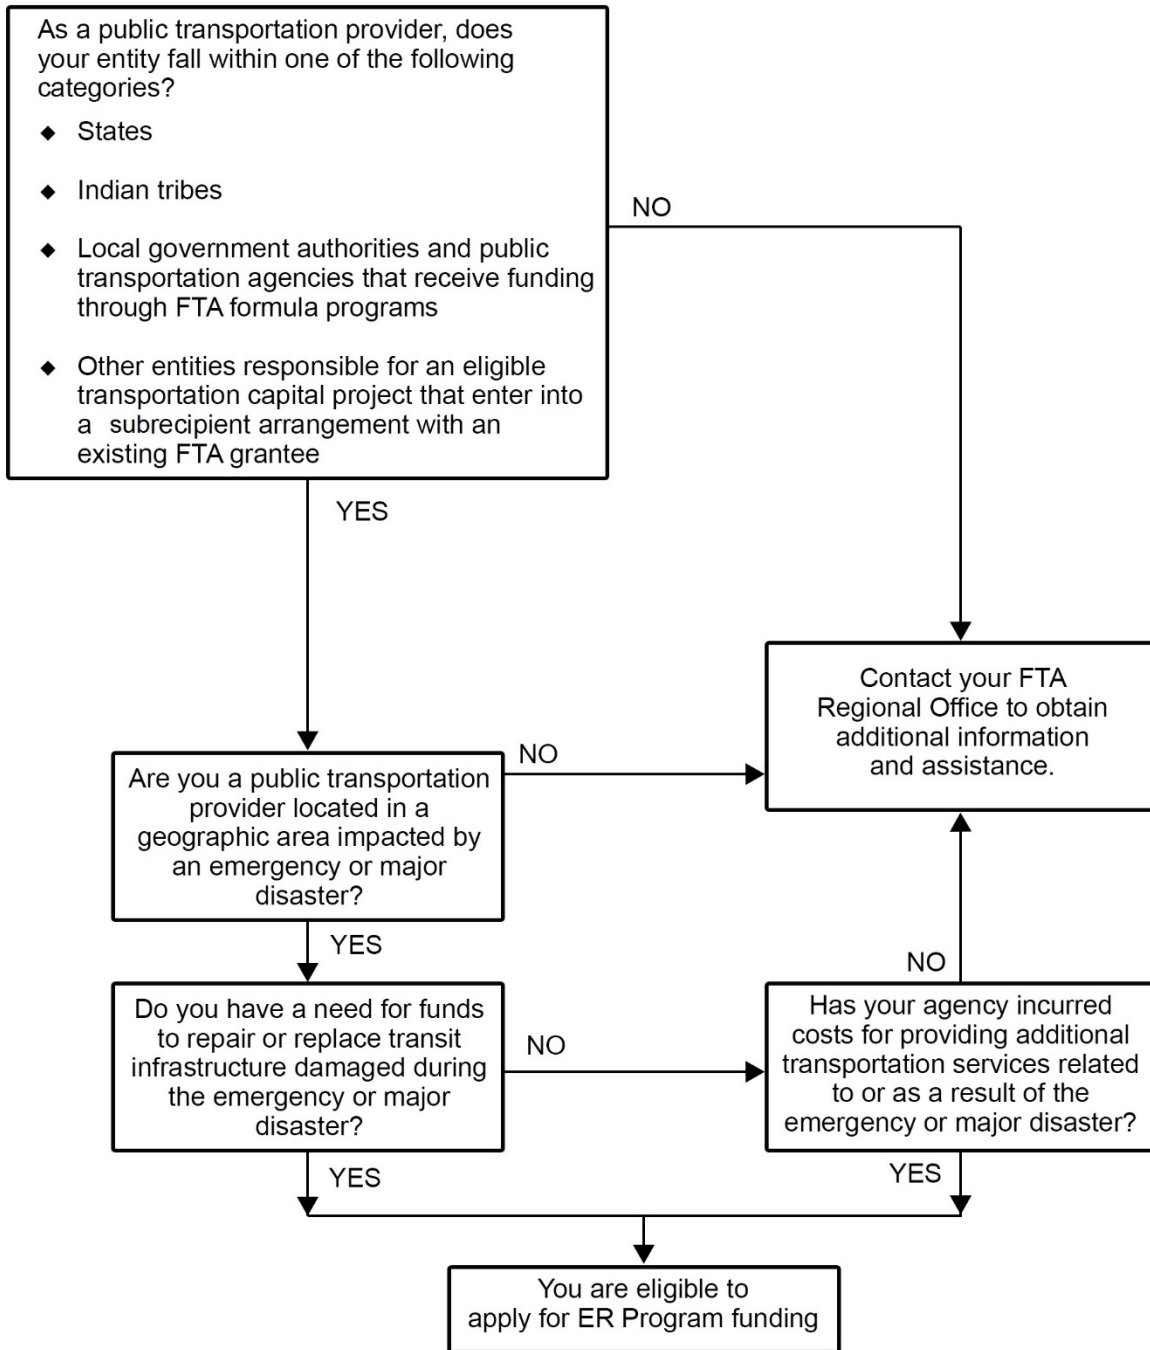 As a public transportation provider, does
your entity fall within one of the following
categories?
◆ States
◆ Indian tribes
◆ Local government authorities and public
transportation agencies that receive funding
through FTA formula programs
◆ Other entities responsible for an eligible
transportation capital project that enter into
a subrecipient arrangement with an
existing FTA grantee
NO
YES
Contact your FTA
Regional Office to obtain
additional information
and assistance.
Are you a public transportation
provider located in a
geographic area impacted by
an emergency or major
disaster?
NO
YES
Do you have a need for funds
to repair or replace transit
infrastructure damaged during
the emergency or major
disaster?
NO
YES
NO
Has your agency incurred
costs for providing additional
transportation services related
to or as a result of the
emergency or major disaster?
YES
You are eligible to
apply for ER Program funding